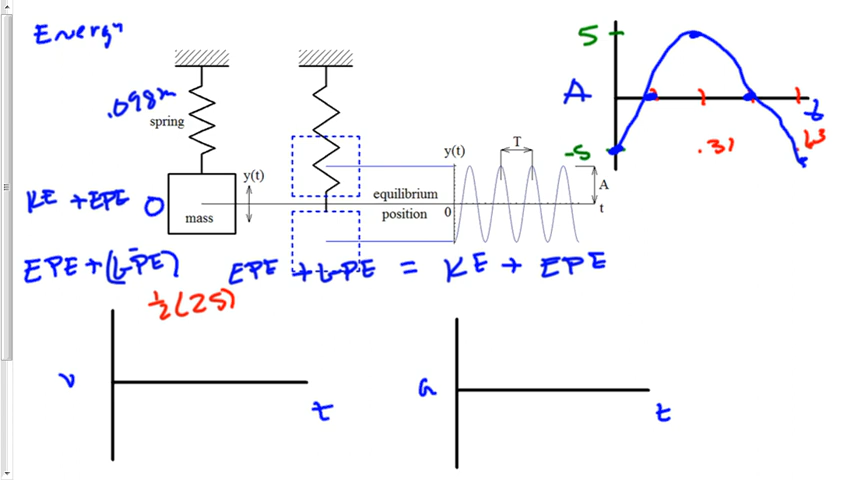 Energy
.098m
spring
y(t)
KE + EPE 0
mass
y(t)
T
A
equilibrium
position
0
t
5
A
-5
t
.31
.63
EPE + (-GPE)
EPE + GPE = KE + EPE
1/2(25)
v
t
a
t